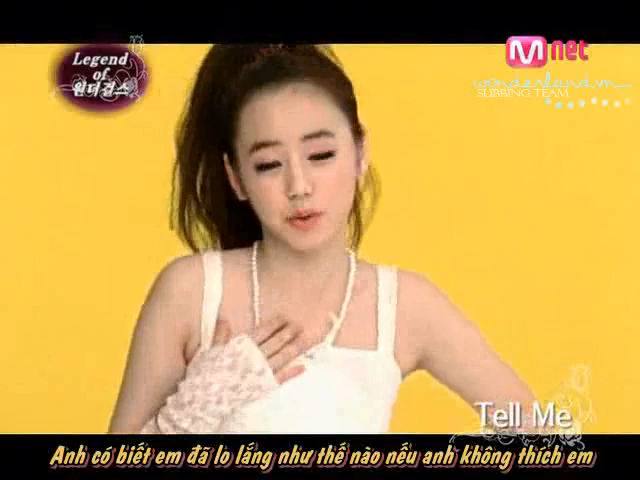 Legend
of
원더걸스
Mnet
wonderland.vn
SUBBING TEAM
Tell Me
Anh có biết em đã lo lắng như thế nào nếu anh không thích em